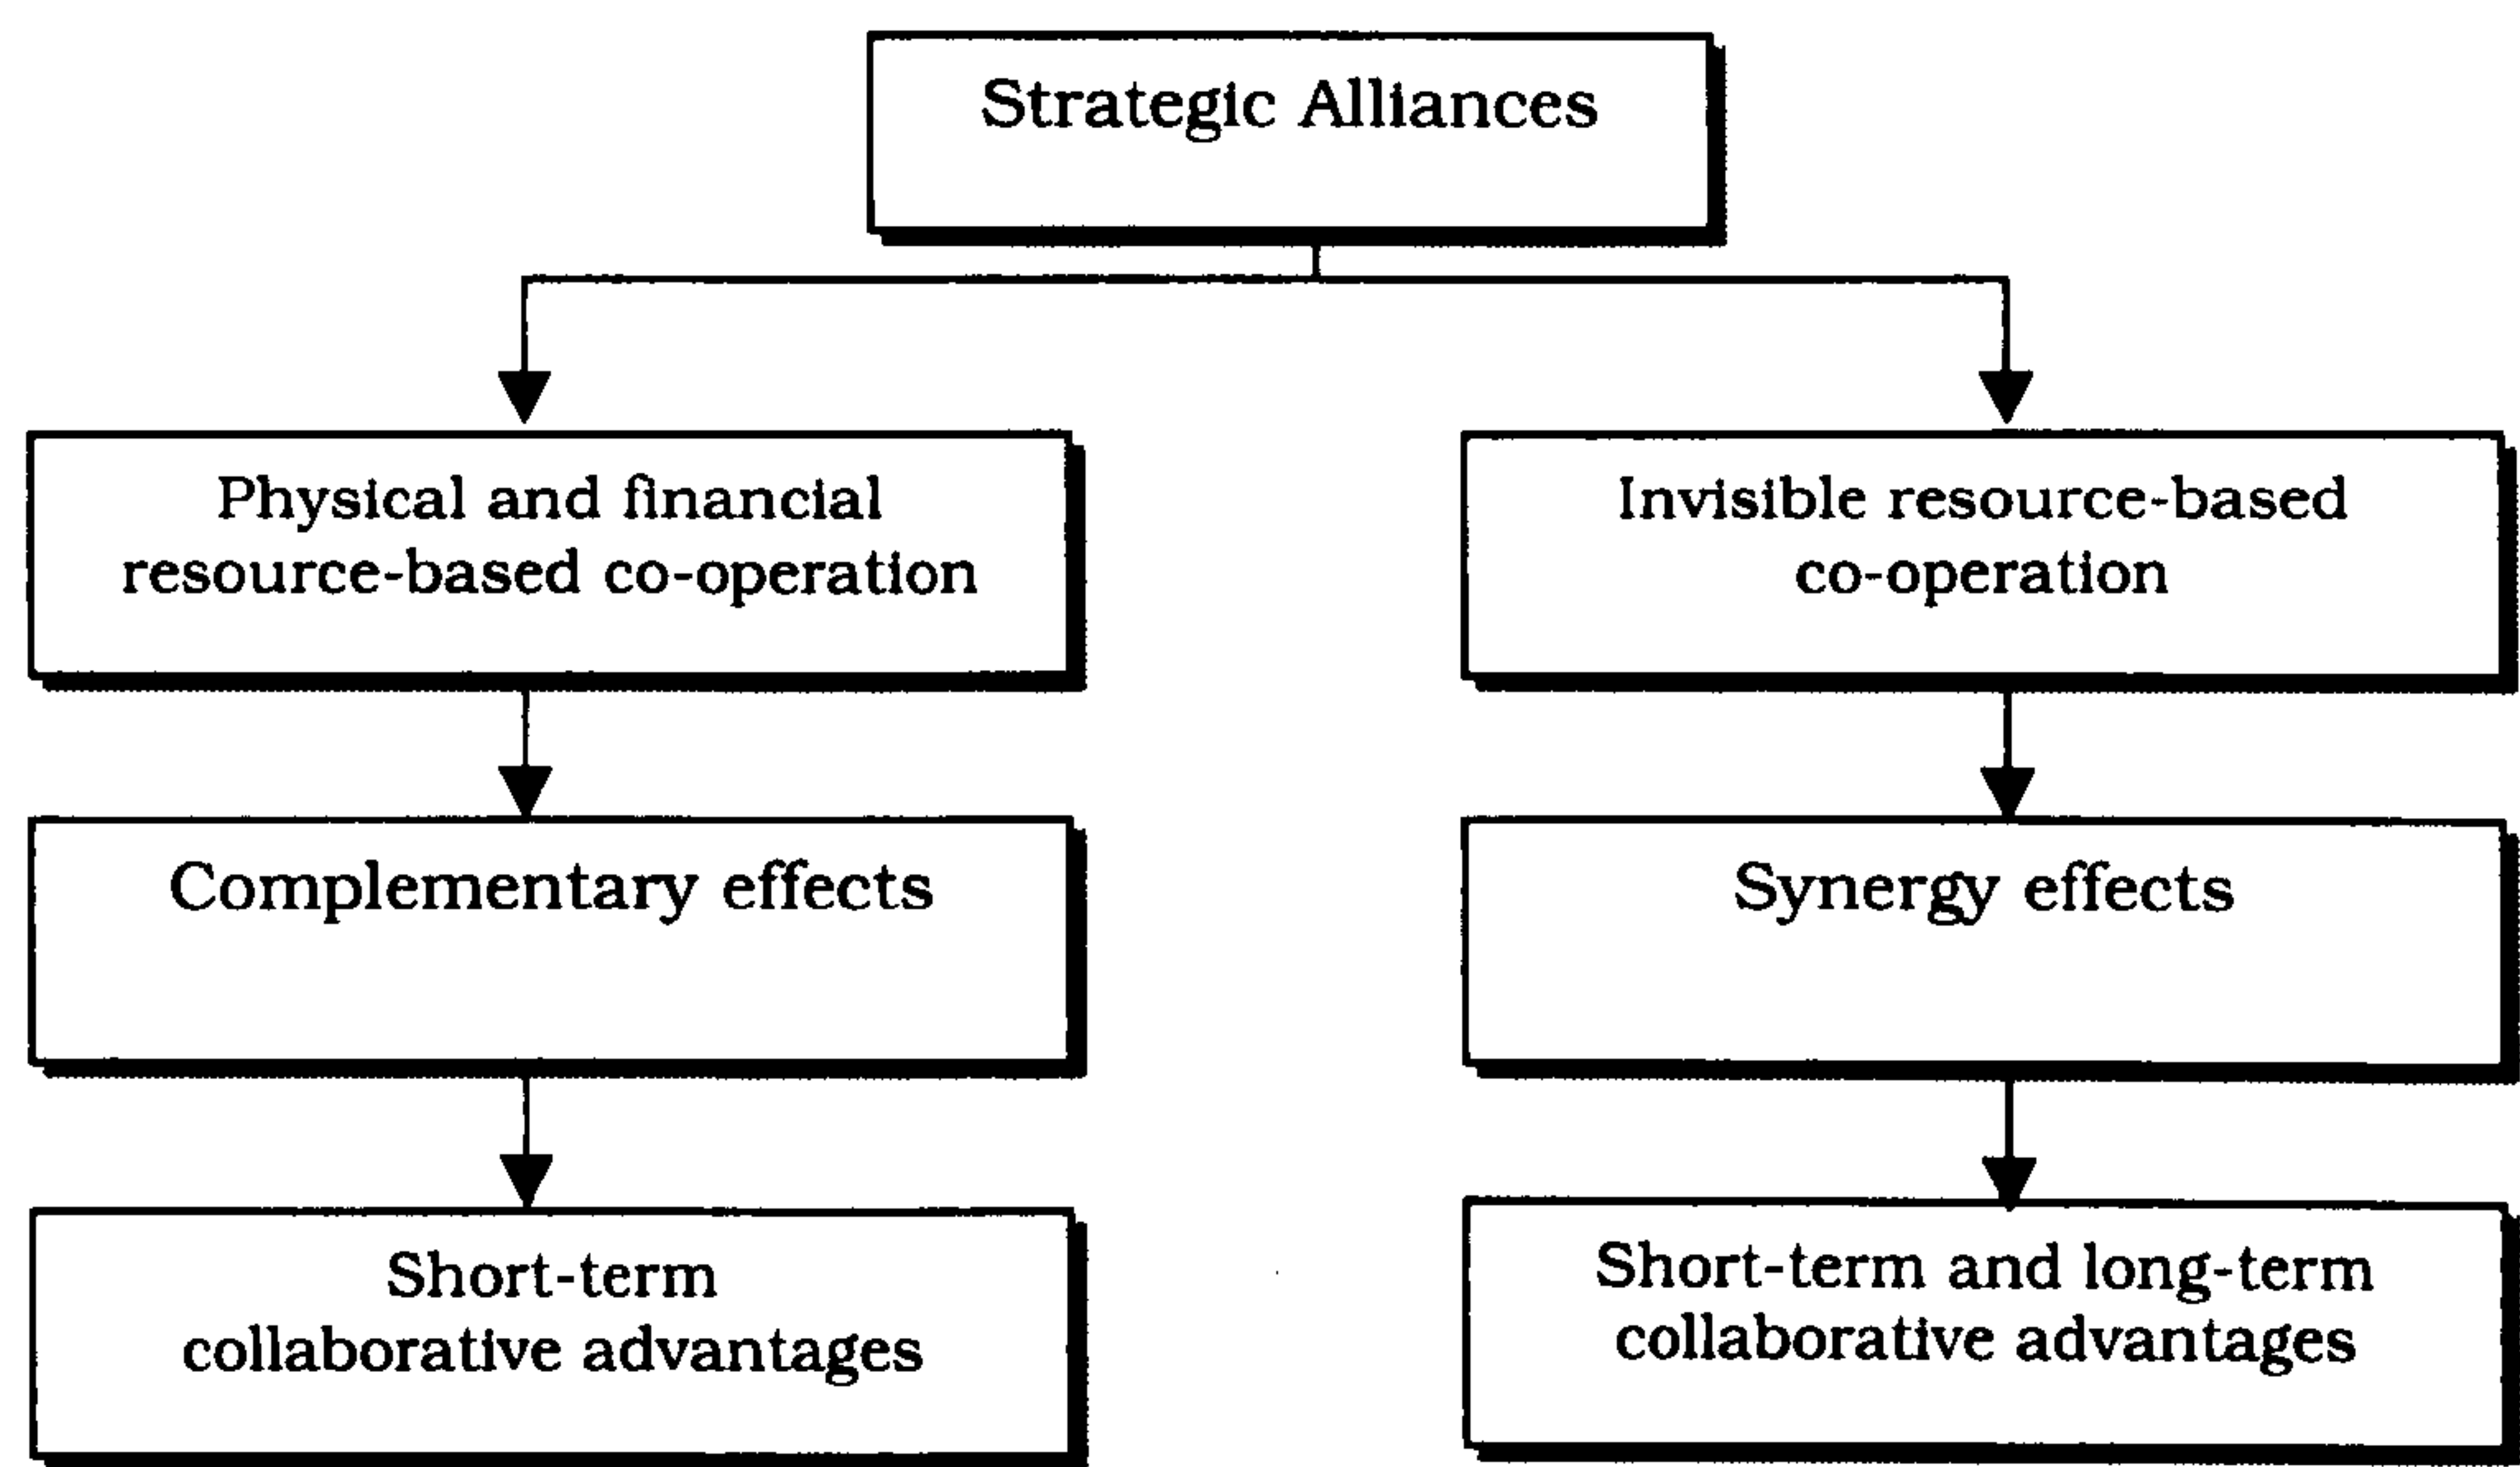 Strategic Alliances
Physical and financial
resource-based co-operation
Invisible resource-based
co-operation
Complementary effects
Synergy effects
Short-term
collaborative advantages
Short-term and long-term
collaborative advantages